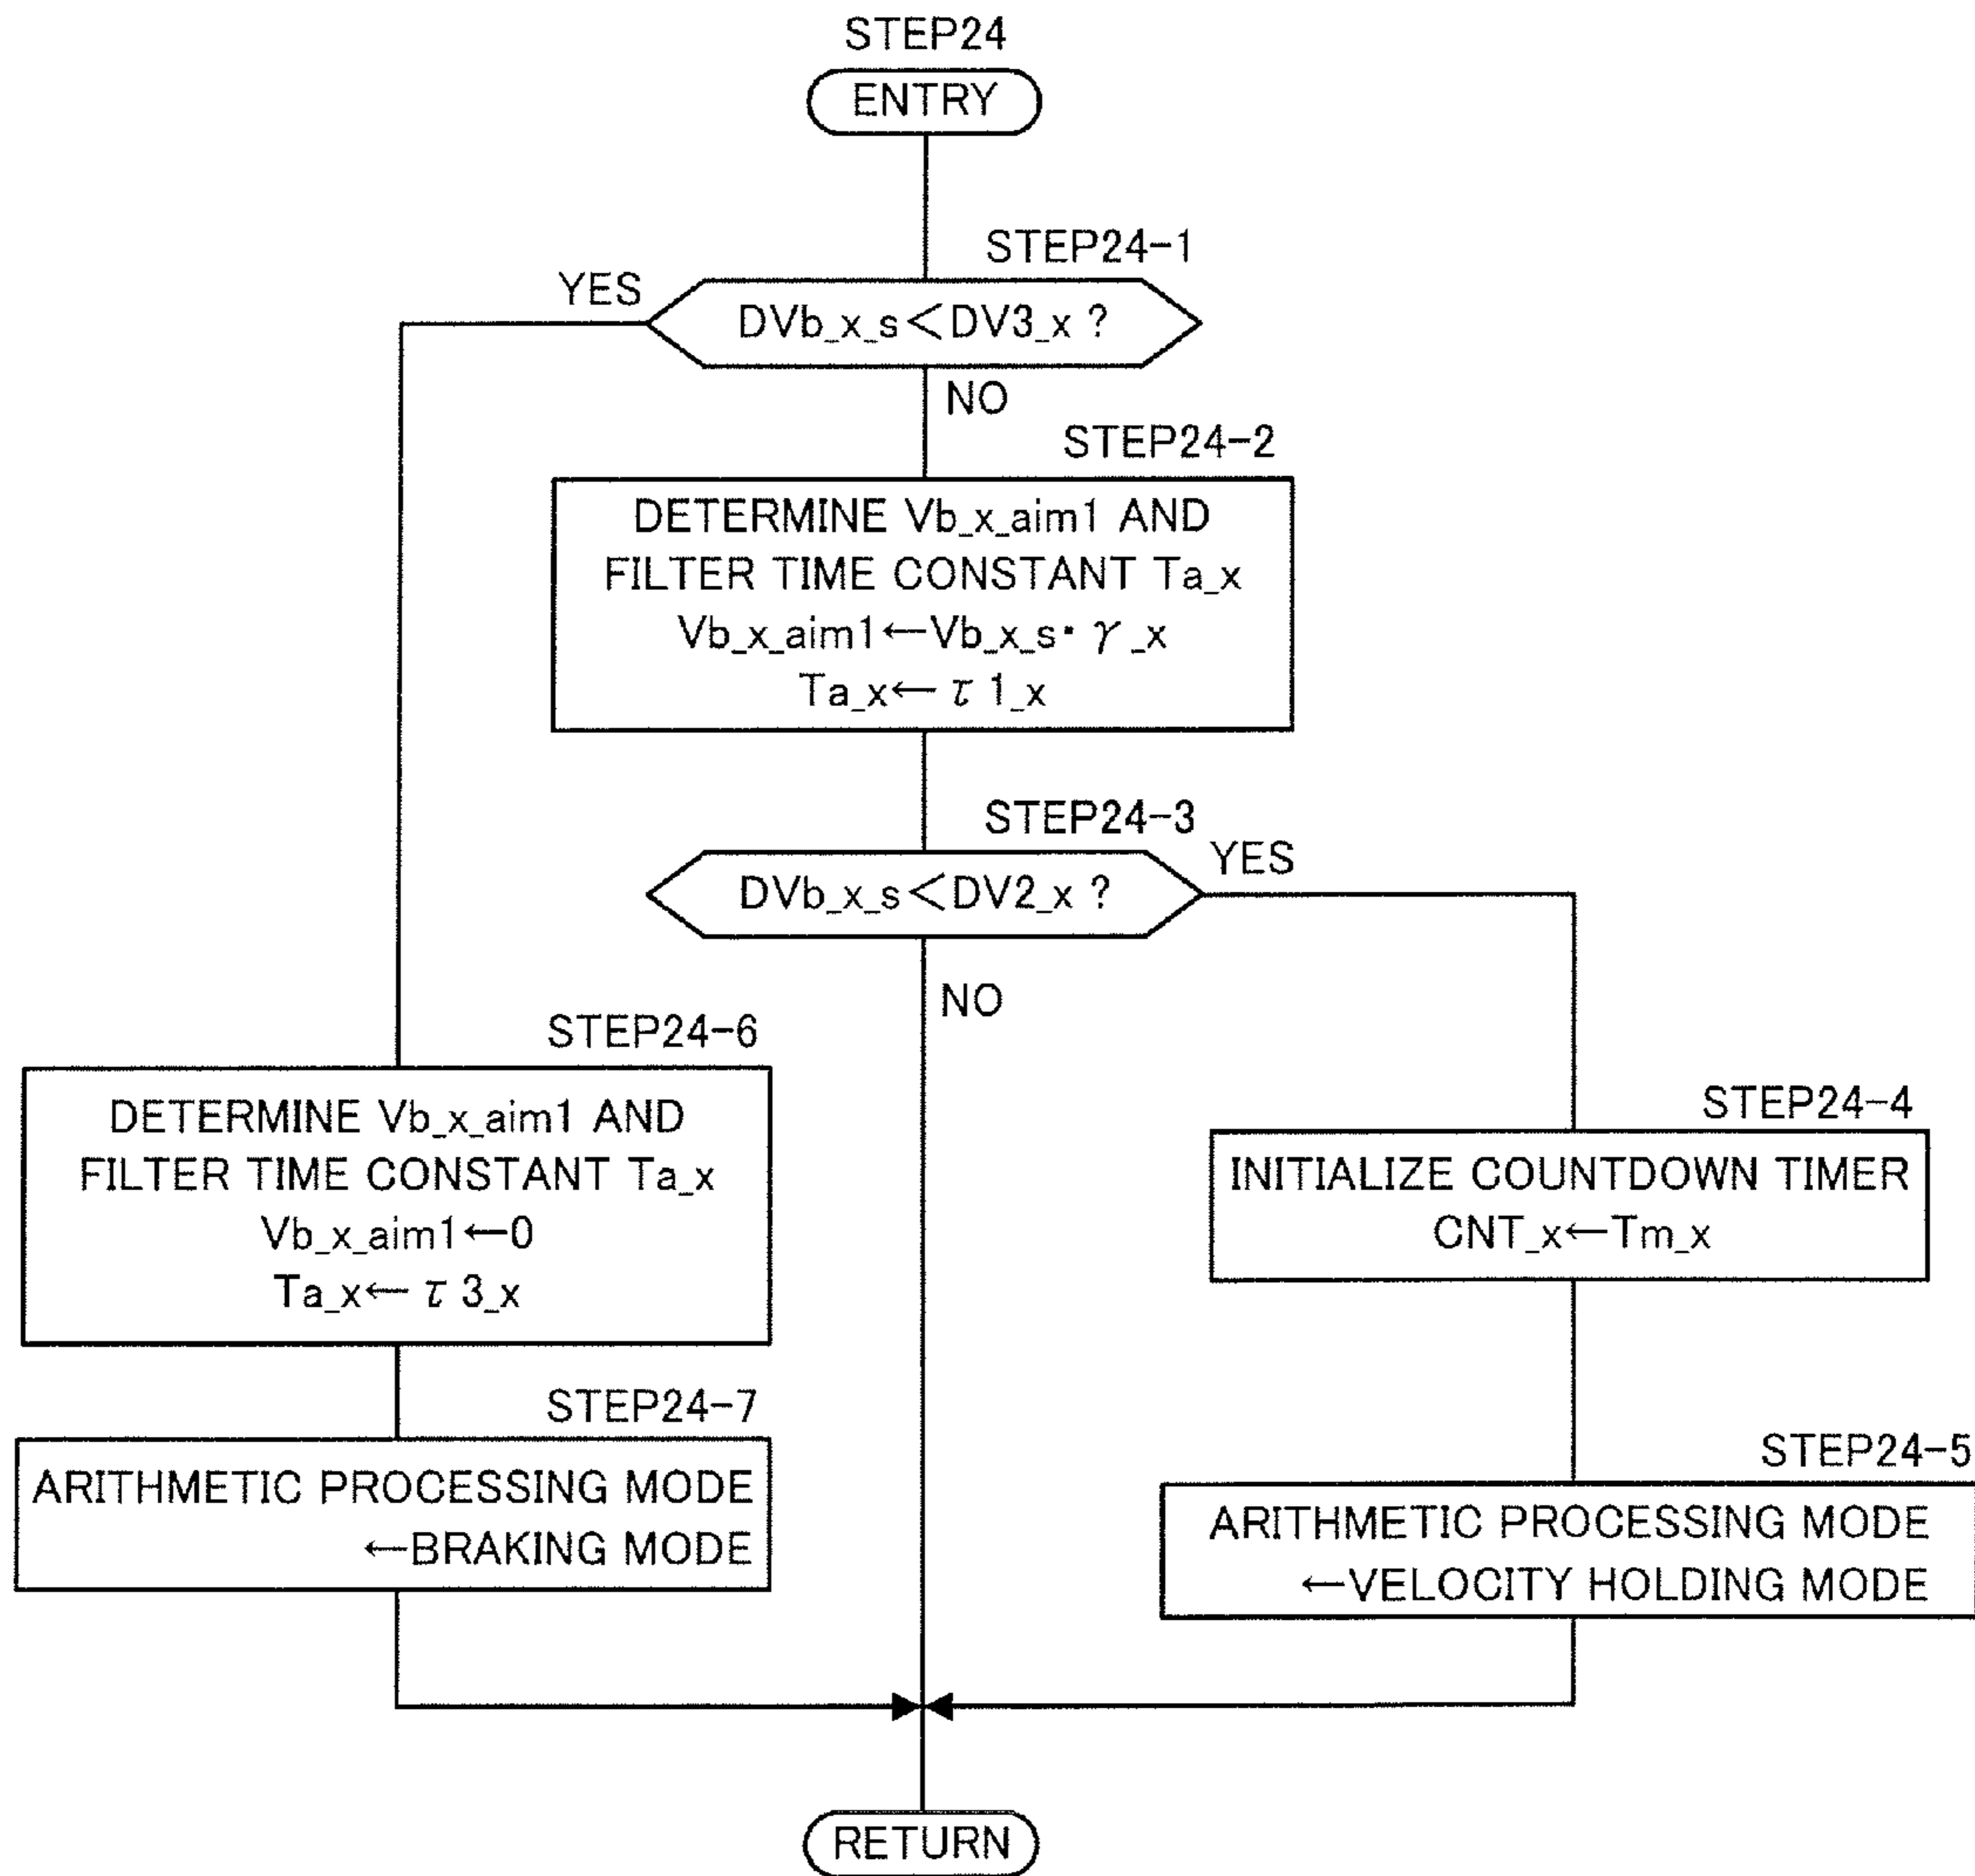 STEP24
ENTRY
STEP24-1
YES
DVb_x_s<DV3_x ?
NO
STEP24-2
DETERMINE Vb_x_aim1 AND
FILTER TIME CONSTANT Ta_x
Vb_x_aim1←Vb_x_s・γ_x
Ta_x←τ1_x
STEP24-3
YES
DVb_x_s<DV2_x ?
NO
STEP24-6
DETERMINE Vb_x_aim1 AND
FILTER TIME CONSTANT Ta_x
Vb_x_aim1←0
Ta_x←τ3_x
STEP24-4
INITIALIZE COUNTDOWN TIMER
CNT_x←Tm_x
STEP24-7
ARITHMETIC PROCESSING MODE
←BRAKING MODE
STEP24-5
ARITHMETIC PROCESSING MODE
←VELOCITY HOLDING MODE
RETURN